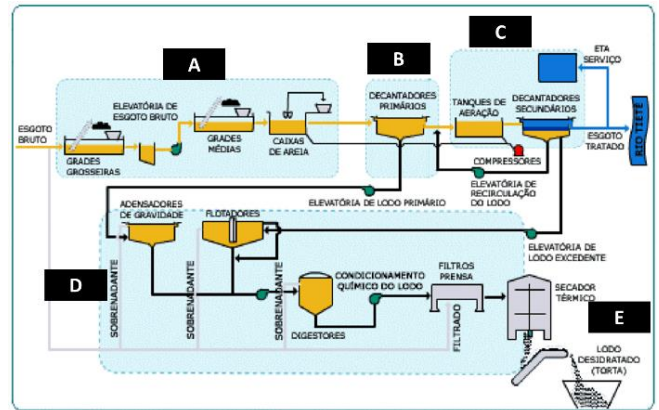 A
B
C
ETA
SERVIÇO
ELEVATÓRIA DE
ESGOTO BRUTO
DECANTADORES
PRIMÁRIOS
TANQUES DE
AERAÇÃO
DECANTADORES
SECUNDÁRIOS
ESGOTO
BRUTO
GRADES
GROSSEIRAS
GRADES
MÉDIAS
CAIXAS
DE AREIA
COMPRESSORES
ESGOTO
TRATADO
RIO TIETÊ
ELEVATÓRIA DE LODO PRIMÁRIO
ELEVATÓRIA DE
RECIRCULAÇÃO
DO LODO
ADENSADORES
DE GRAVIDADE
FLOTADORES
ELEVATÓRIA DE
LODO EXCEDENTE
D
SOBRENADANTE
SOBRENADANTE
SOBRENADANTE
CONDICIONAMENTO
QUÍMICO DO LODO
DIGESTORES
FILTROS
PRENSA
FILTRADO
SECADOR
TÉRMICO
E
LODO
DESIDRATADO
(TORTA)